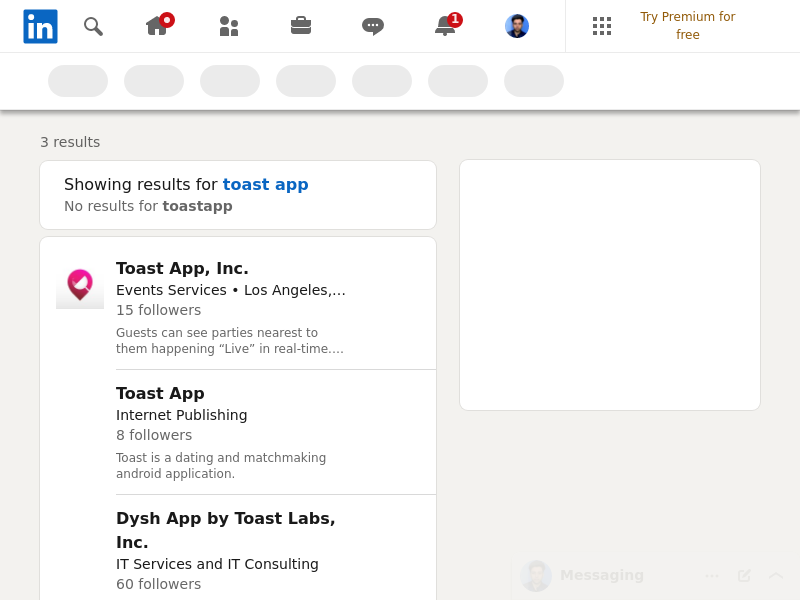 in
1
Try Premium for
free
3 results
Showing results for toast app
No results for toastapp
Toast App, Inc.
Events Services • Los Angeles,…
15 followers
Guests can see parties nearest to
them happening “Live” in real-time.…
Toast App
Internet Publishing
8 followers
Toast is a dating and matchmaking
android application.
Dysh App by Toast Labs,
Inc.
IT Services and IT Consulting
60 followers
Messaging